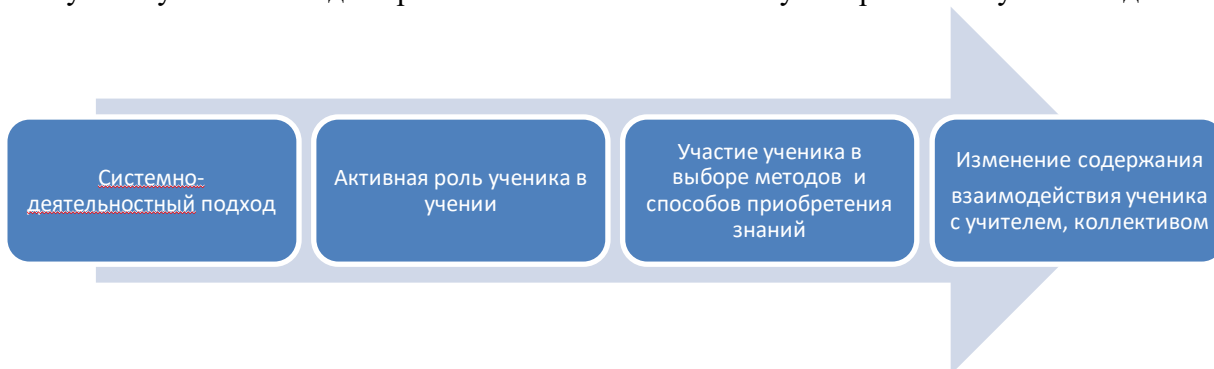 Системно-
деятельностный подход
Активная роль ученика в
учении
Участие ученика в
выборе методов и
способов приобретения
знаний
Изменение содержания
взаимодействия ученика
с учителем, коллективом